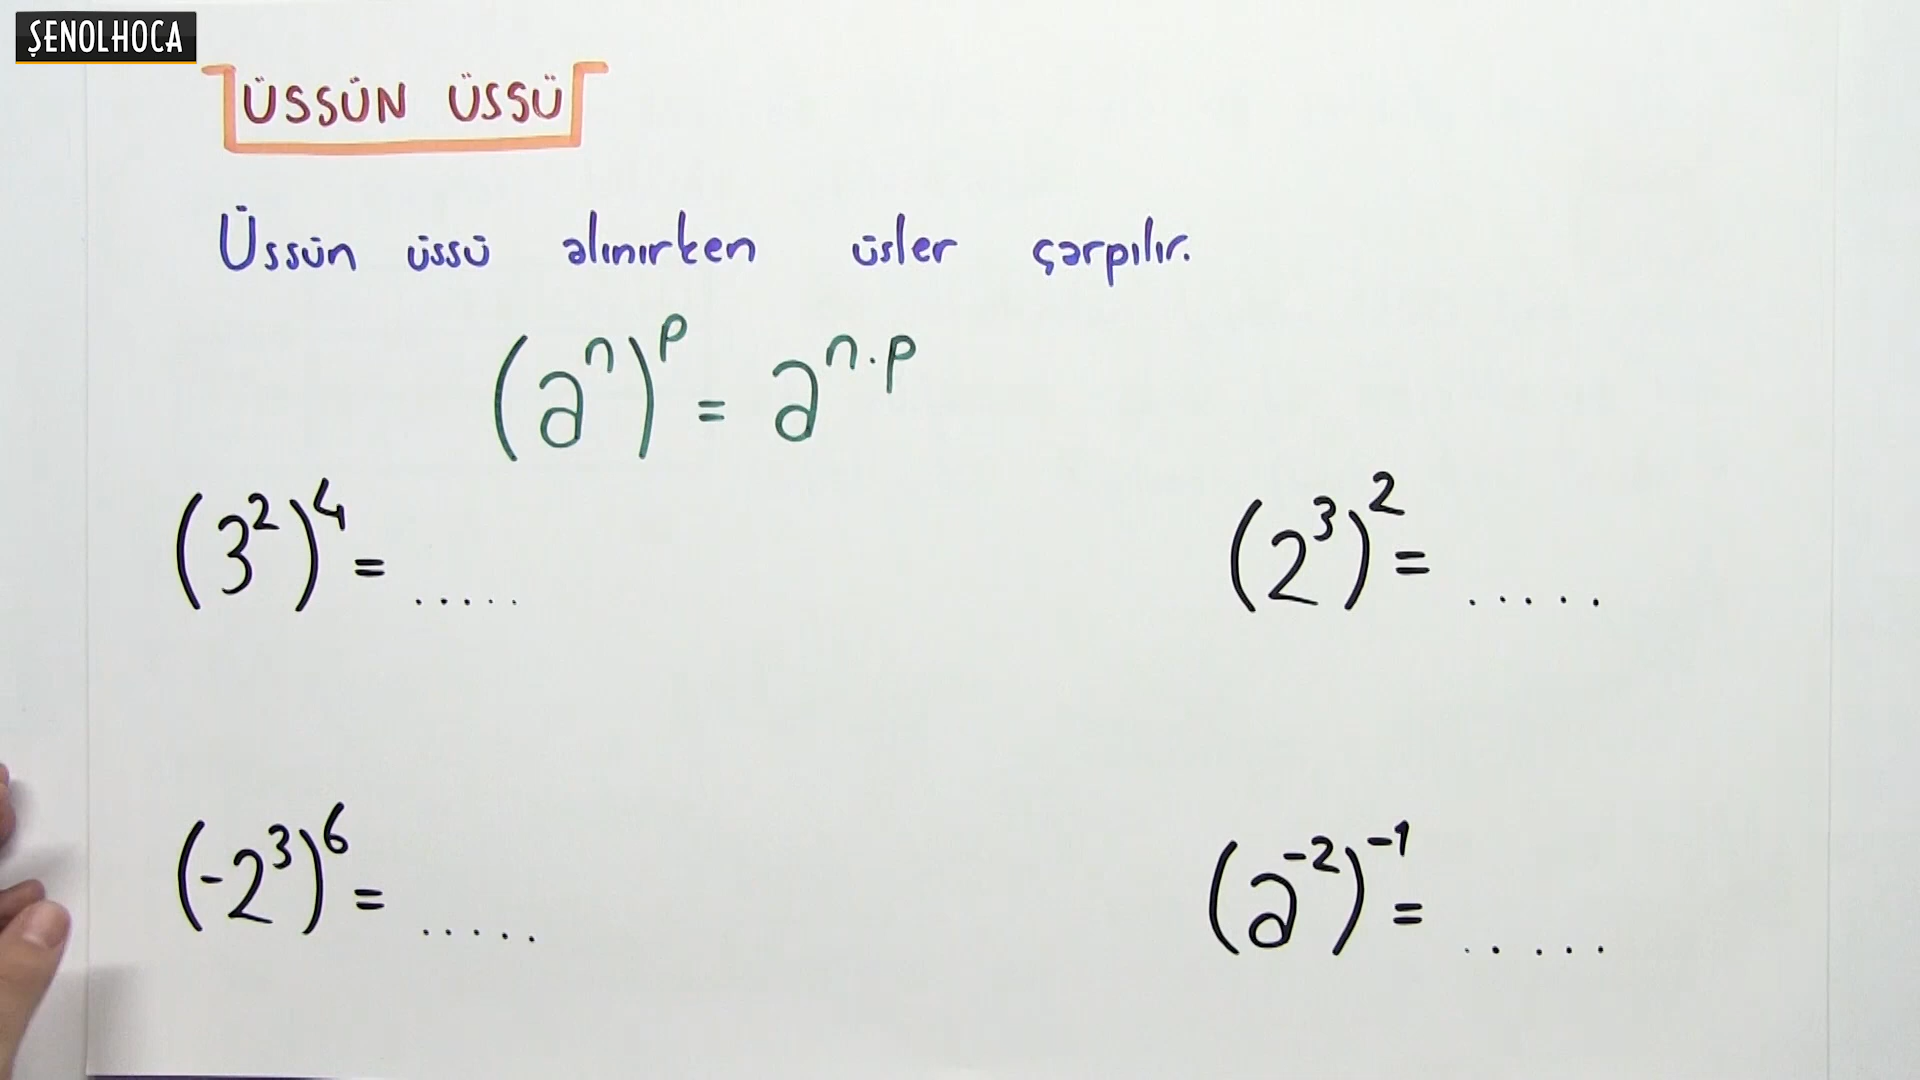 ŞENOLHOCA
ÜSSÜN ÜSSÜ
Üssün üssü alınırken üsler çarpılır.
(a^n)^p = a^n.p
(3^2)^4 = ..... (2^3)^2 = .....
(-2^3)^6 = ..... (a^-2)^-1 = .....